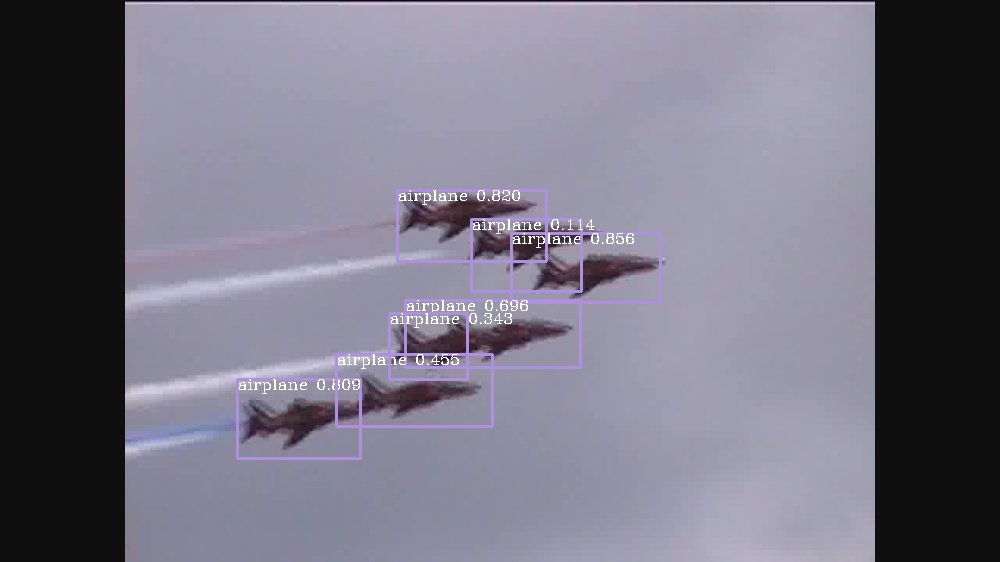 airplane 0.820
airplane 0.114
airplane 0.856
airplane 0.696
airplane 0.343
airplane 0.455
airplane 0.809